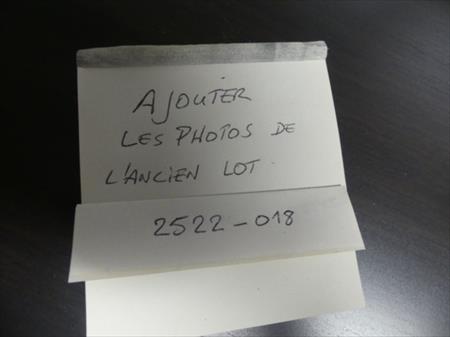 AJOUTER
LES PHOTOS DE
L'ANCIEN LOT.
2522-018